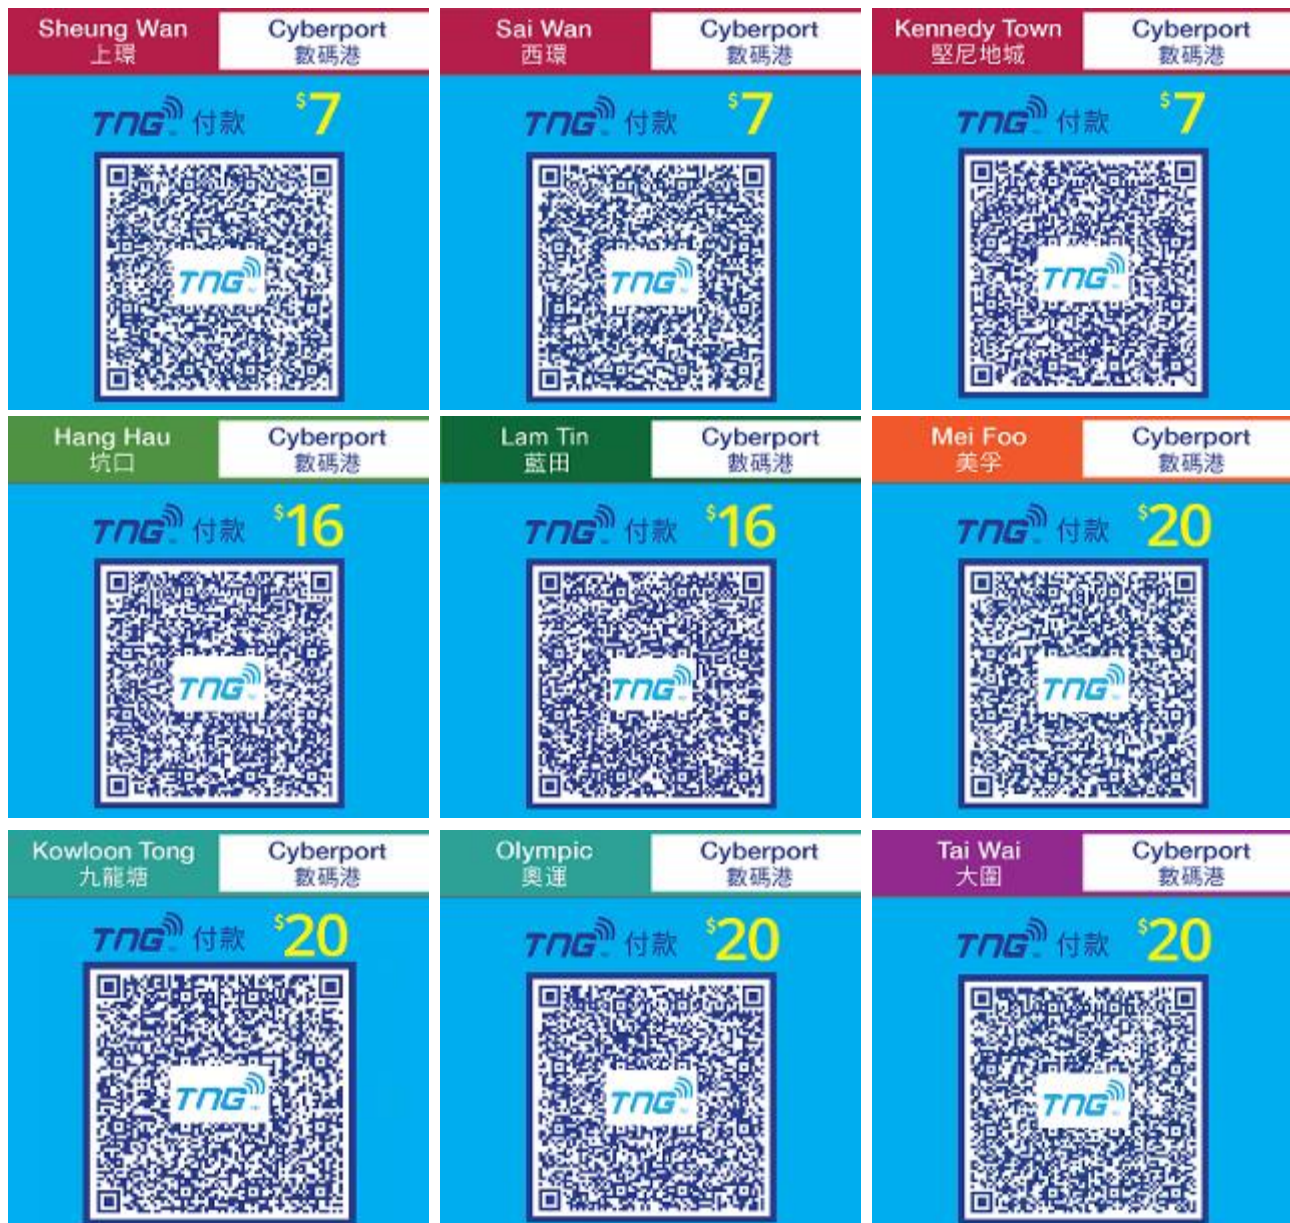 Sheung Wan
上環
Cyberport
數碼港
TNG 付款 $7
TNG
Sai Wan
西環
Cyberport
數碼港
TNG 付款 $7
TNG
Kennedy Town
堅尼地城
Cyberport
數碼港
TNG 付款 $7
TNG
Hang Hau
坑口
Cyberport
數碼港
TNG 付款 $16
TNG
Lam Tin
藍田
Cyberport
數碼港
TNG 付款 $16
TNG
Mei Foo
美孚
Cyberport
數碼港
TNG 付款 $20
TNG
Kowloon Tong
九龍塘
Cyberport
數碼港
TNG 付款 $20
TNG
Olympic
奧運
Cyberport
數碼港
TNG 付款 $20
TNG
Tai Wai
大圍
Cyberport
數碼港
TNG 付款 $20
TNG